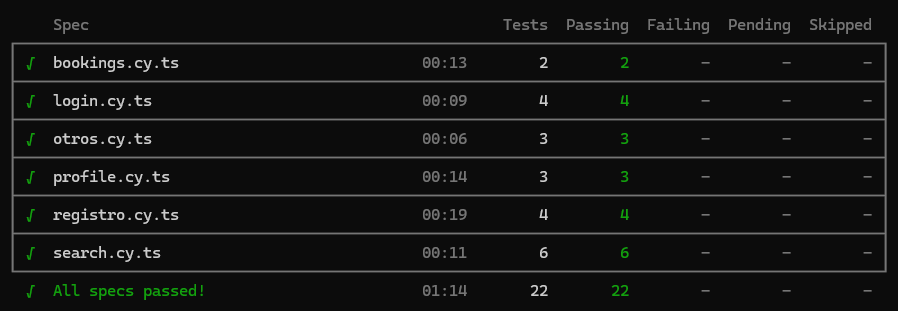 Spec Tests Passing Failing Pending Skipped
√ bookings.cy.ts 00:13 2 2 – – –
√ login.cy.ts 00:09 4 4 – – –
√ otros.cy.ts 00:06 3 3 – – –
√ profile.cy.ts 00:14 3 3 – – –
√ registro.cy.ts 00:19 4 4 – – –
√ search.cy.ts 00:11 6 6 – – –
√ All specs passed! 01:14 22 22 – – –